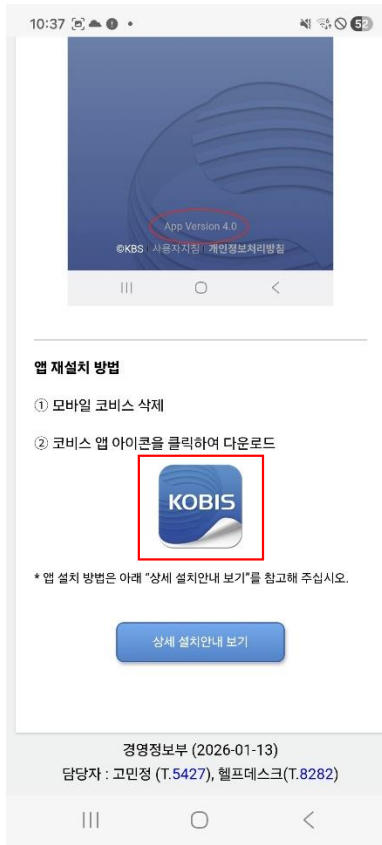 10:37
52
App Version 4.0
©KBS 사용자지침 개인정보처리방침
앱 재설치 방법
① 모바일 코비스 삭제
② 코비스 앱 아이콘을 클릭하여 다운로드
KOBIS
* 앱 설치 방법은 아래 “상세 설치안내 보기”를 참고해 주십시오.
상세 설치안내 보기
경영정보부 (2026-01-13)
담당자 : 고민정 (T.5427), 헬프데스크(T.8282)